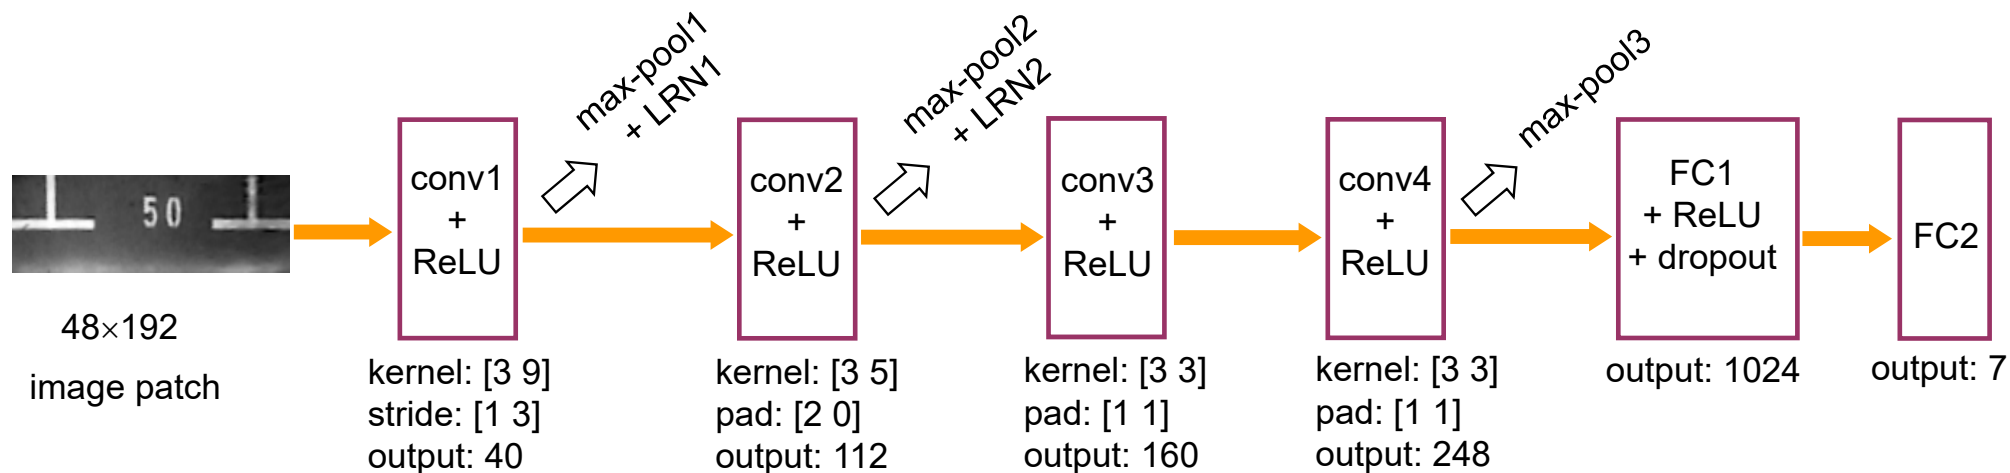 max-pool1
+ LRN1
max-pool2
+ LRN2
max-pool3
50
48×192
image patch
conv1
+
ReLU
kernel: [3 9]
stride: [1 3]
output: 40
conv2
+
ReLU
kernel: [3 5]
pad: [2 0]
output: 112
conv3
+
ReLU
kernel: [3 3]
pad: [1 1]
output: 160
conv4
+
ReLU
kernel: [3 3]
pad: [1 1]
output: 248
FC1
+ ReLU
+ dropout
output: 1024
FC2
output: 7